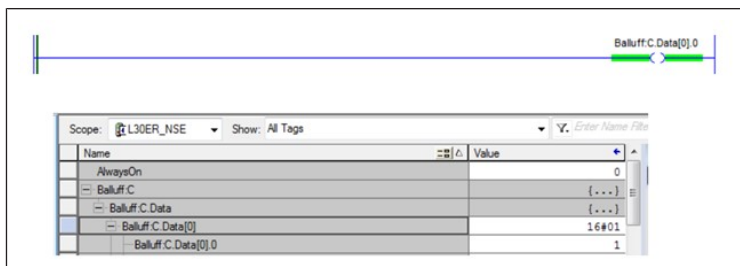 Balluff:C.Data[0].0
Scope: L30ER_NSE Show: All Tags Enter Name Filte
Name Value
AlwaysOn 0
Balluff:C {...}
Balluff:C.Data {...}
Balluff:C.Data[0] 16#01
Balluff:C.Data[0].0 1